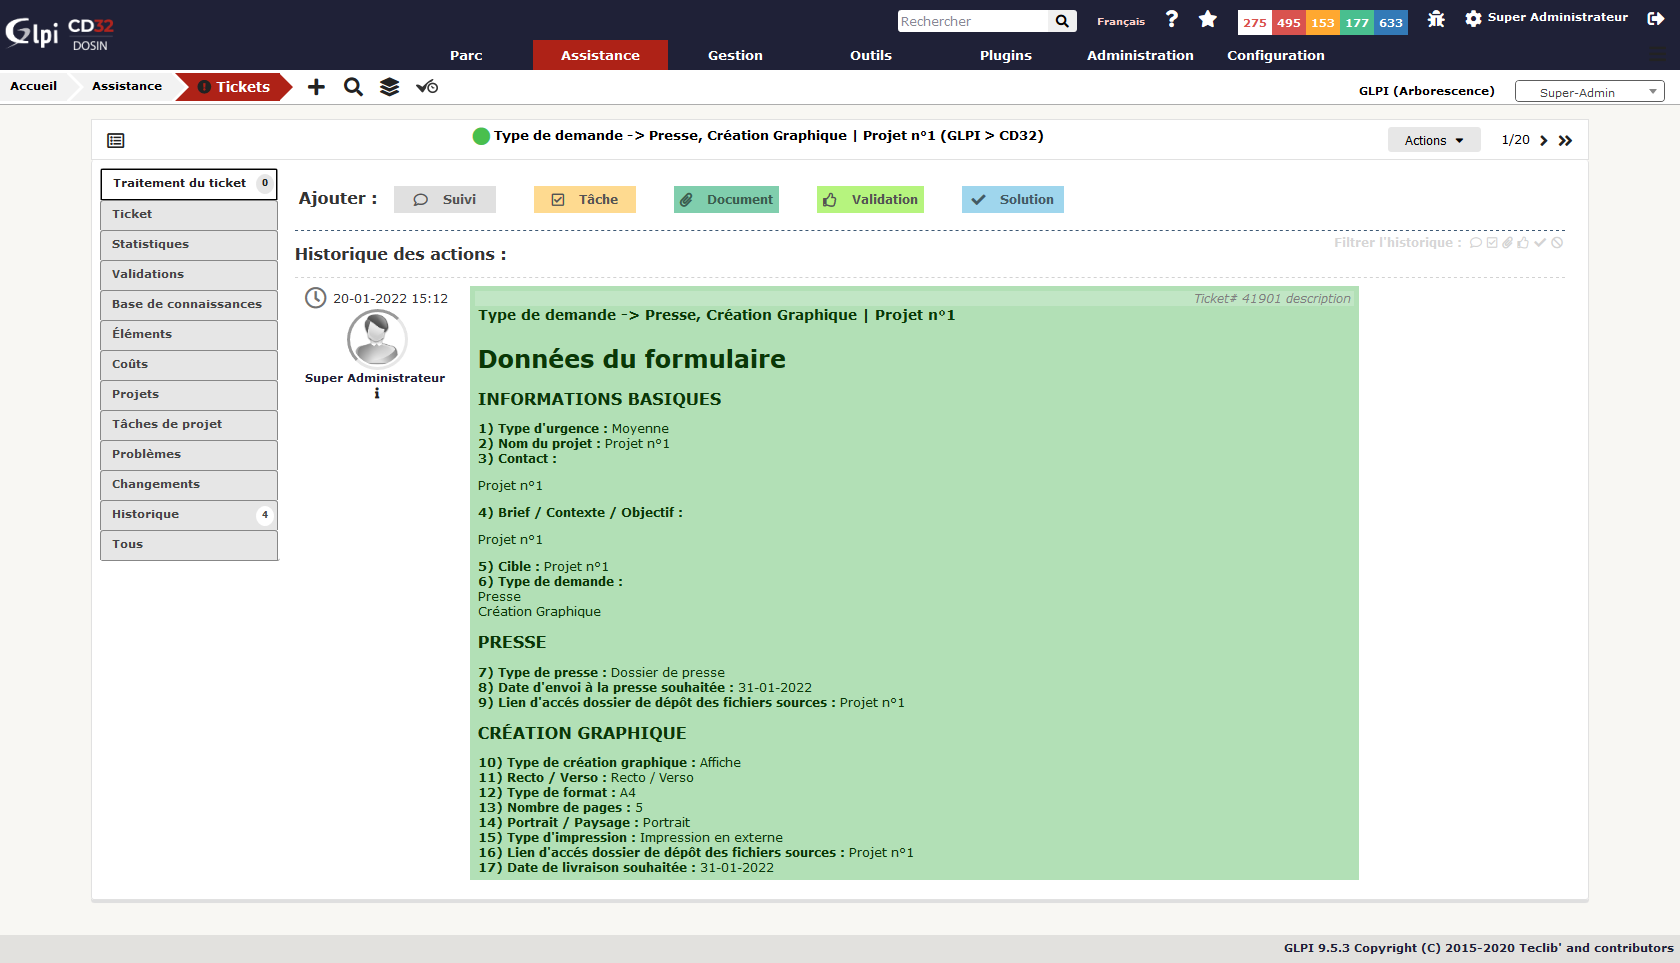 Glpi CD32 DOSIN
Rechercher
Français
275 495 153 177 633
Super Administrateur
Parc Assistance Gestion Outils Plugins Administration Configuration
Accueil Assistance Tickets
GLPI (Arborescence) Super-Admin
Type de demande -> Presse, Création Graphique | Projet n°1 (GLPI > CD32)
Actions 1/20
Traitement du ticket 0
Ticket
Statistiques
Validations
Base de connaissances
Éléments
Coûts
Projets
Tâches de projet
Problèmes
Changements
Historique 4
Tous
Ajouter : Suivi Tâche Document Validation Solution
Filtrer l'historique :
Historique des actions :
20-01-2022 15:12
Super Administrateur
Ticket# 41901 description
Type de demande -> Presse, Création Graphique | Projet n°1
Données du formulaire
INFORMATIONS BASIQUES
1) Type d'urgence : Moyenne
2) Nom du projet : Projet n°1
3) Contact :
Projet n°1
4) Brief / Contexte / Objectif :
Projet n°1
5) Cible : Projet n°1
6) Type de demande :
Presse
Création Graphique
PRESSE
7) Type de presse : Dossier de presse
8) Date d'envoi à la presse souhaitée : 31-01-2022
9) Lien d'accés dossier de dépôt des fichiers sources : Projet n°1
CRÉATION GRAPHIQUE
10) Type de création graphique : Affiche
11) Recto / Verso : Recto / Verso
12) Type de format : A4
13) Nombre de pages : 5
14) Portrait / Paysage : Portrait
15) Type d'impression : Impression en externe
16) Lien d'accés dossier de dépôt des fichiers sources : Projet n°1
17) Date de livraison souhaitée : 31-01-2022
GLPI 9.5.3 Copyright (C) 2015-2020 Teclib' and contributors